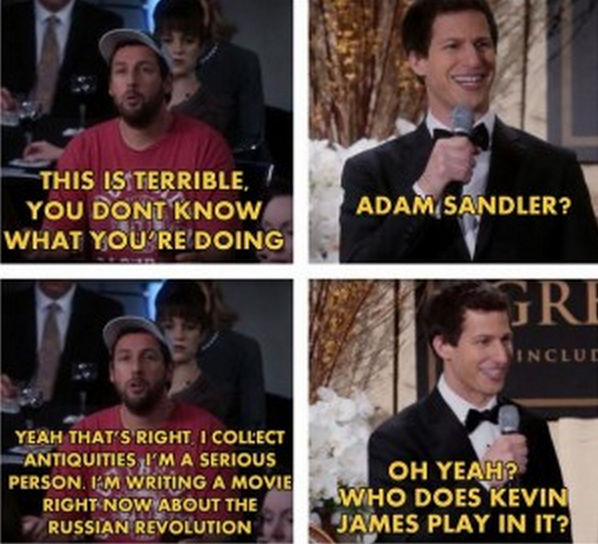 THIS IS TERRIBLE,
YOU DONT KNOW
WHAT YOU'RE DOING
ADAM SANDLER?
YEAH THAT'S RIGHT, I COLLECT
ANTIQUITIES, I'M A SERIOUS
PERSON. I'M WRITING A MOVIE
RIGHT NOW ABOUT THE
RUSSIAN REVOLUTION
GRE
INCLUD
OH YEAH?
WHO DOES KEVIN
JAMES PLAY IN IT?